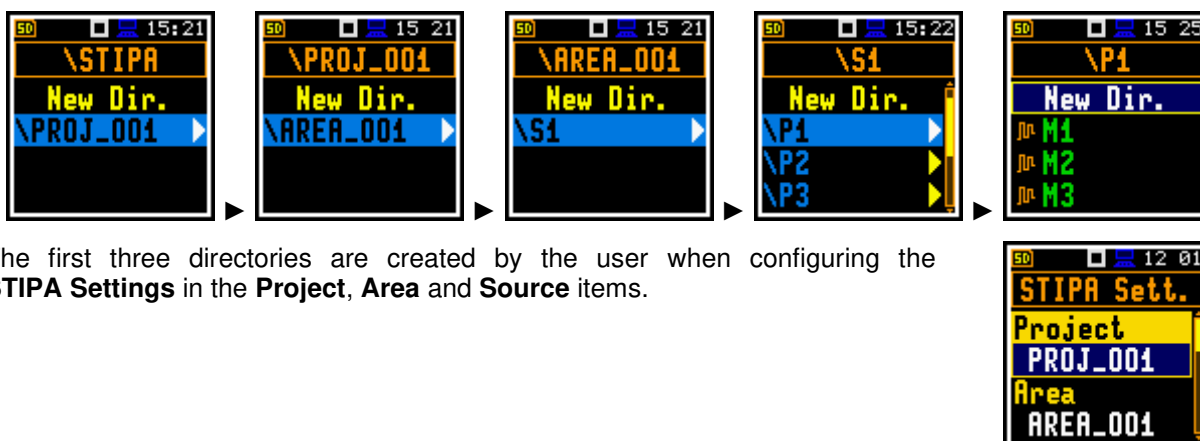 15:21
\STIPA
New Dir.
\PROJ_001
15 21
\PROJ_001
New Dir.
\AREA_001
15 21
\AREA_001
New Dir.
\S1
15:22
\S1
New Dir.
\P1
\P2
\P3
15 25
\P1
New Dir.
M1
M2
M3
he first three directories are created by the user when configuring the
STIPA Settings in the Project, Area and Source items.
12 01
STIPA Sett.
Project
PROJ_001
Area
AREA_001